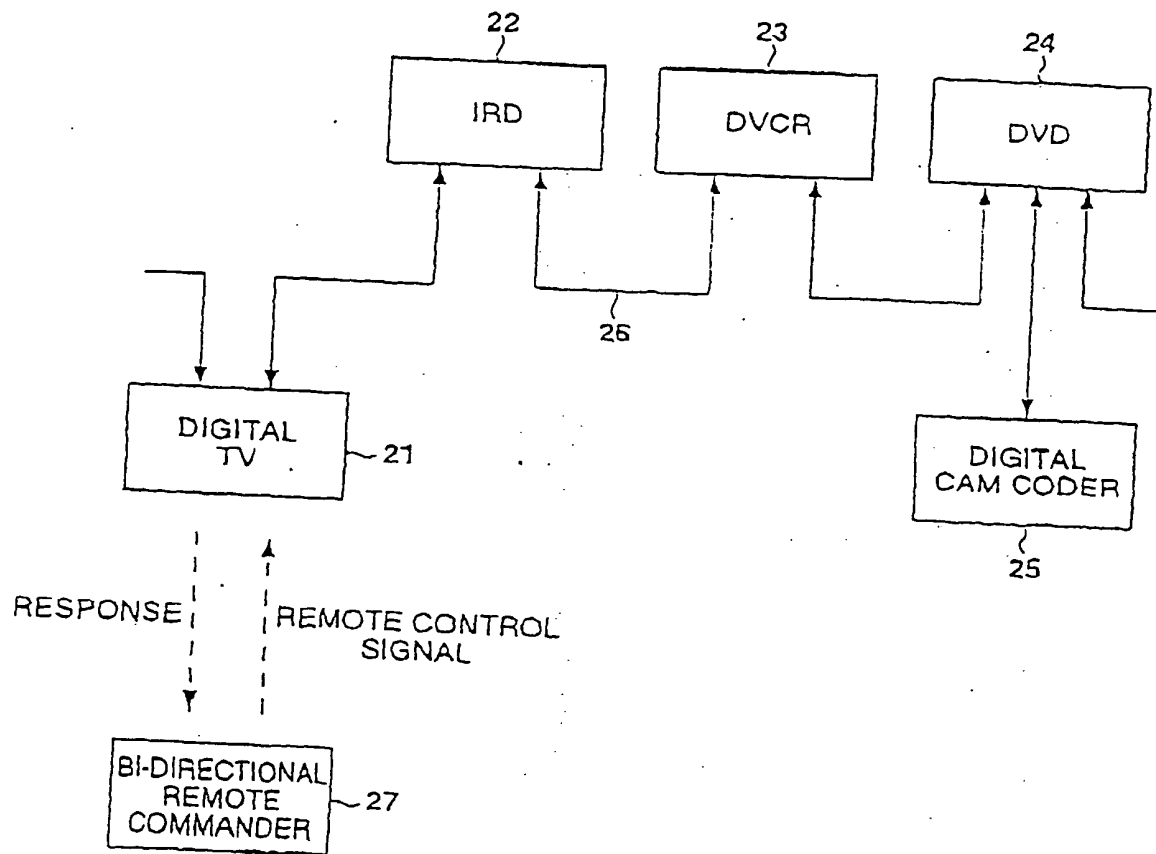 22
IRD
23
DVCR
24
DVD
26
DIGITAL
TV
21
DIGITAL
CAM CODER
25
RESPONSE
REMOTE CONTROL
SIGNAL
BI-DIRECTIONAL
REMOTE
COMMANDER
27